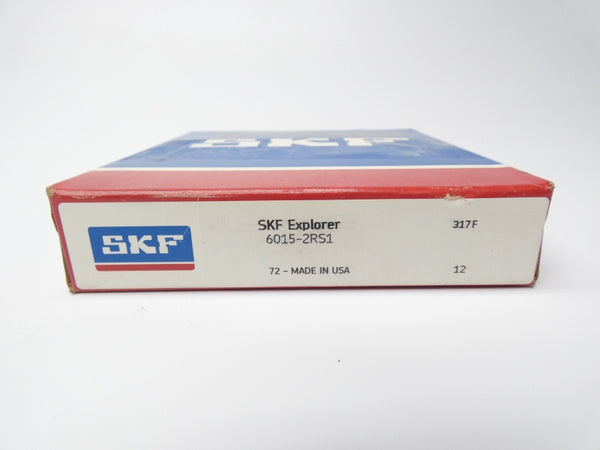 SKF
SKF
SKF Explorer 317F
6015-2RS1
72 - MADE IN USA 12